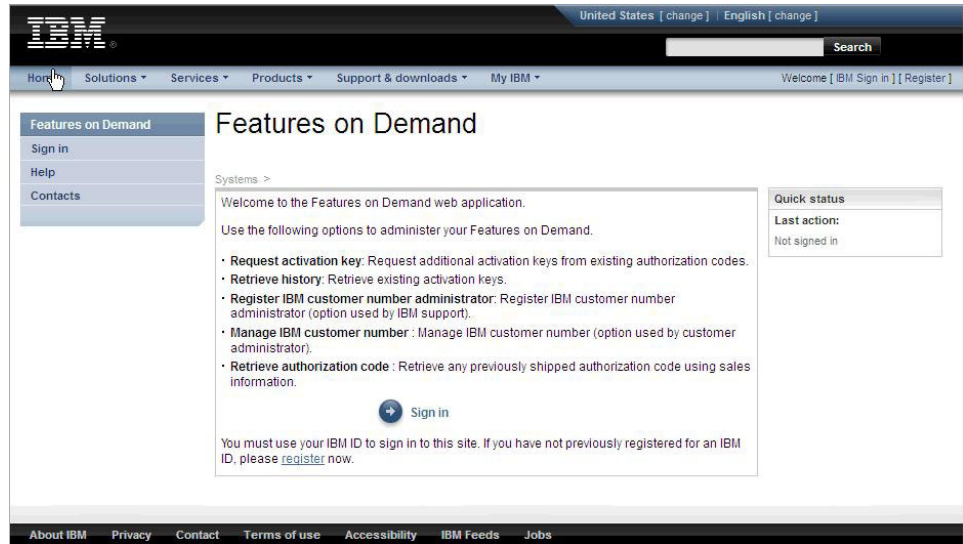 United States [ change ] | English [ change ]
IBM ®
Search
Home Solutions Services Products Support & downloads My IBM Welcome [ IBM Sign in ] [ Register ]
Features on Demand
Sign in
Help
Contacts
Features on Demand
Systems >
Welcome to the Features on Demand web application.
Use the following options to administer your Features on Demand.
· Request activation key: Request additional activation keys from existing authorization codes.
· Retrieve history: Retrieve existing activation keys.
· Register IBM customer number administrator: Register IBM customer number
administrator (option used by IBM support).
· Manage IBM customer number : Manage IBM customer number (option used by customer
administrator).
· Retrieve authorization code : Retrieve any previously shipped authorization code using sales
information.
Sign in
You must use your IBM ID to sign in to this site. If you have not previously registered for an IBM
ID, please register now.
Quick status
Last action:
Not signed in
About IBM Privacy Contact Terms of use Accessibility IBM Feeds Jobs